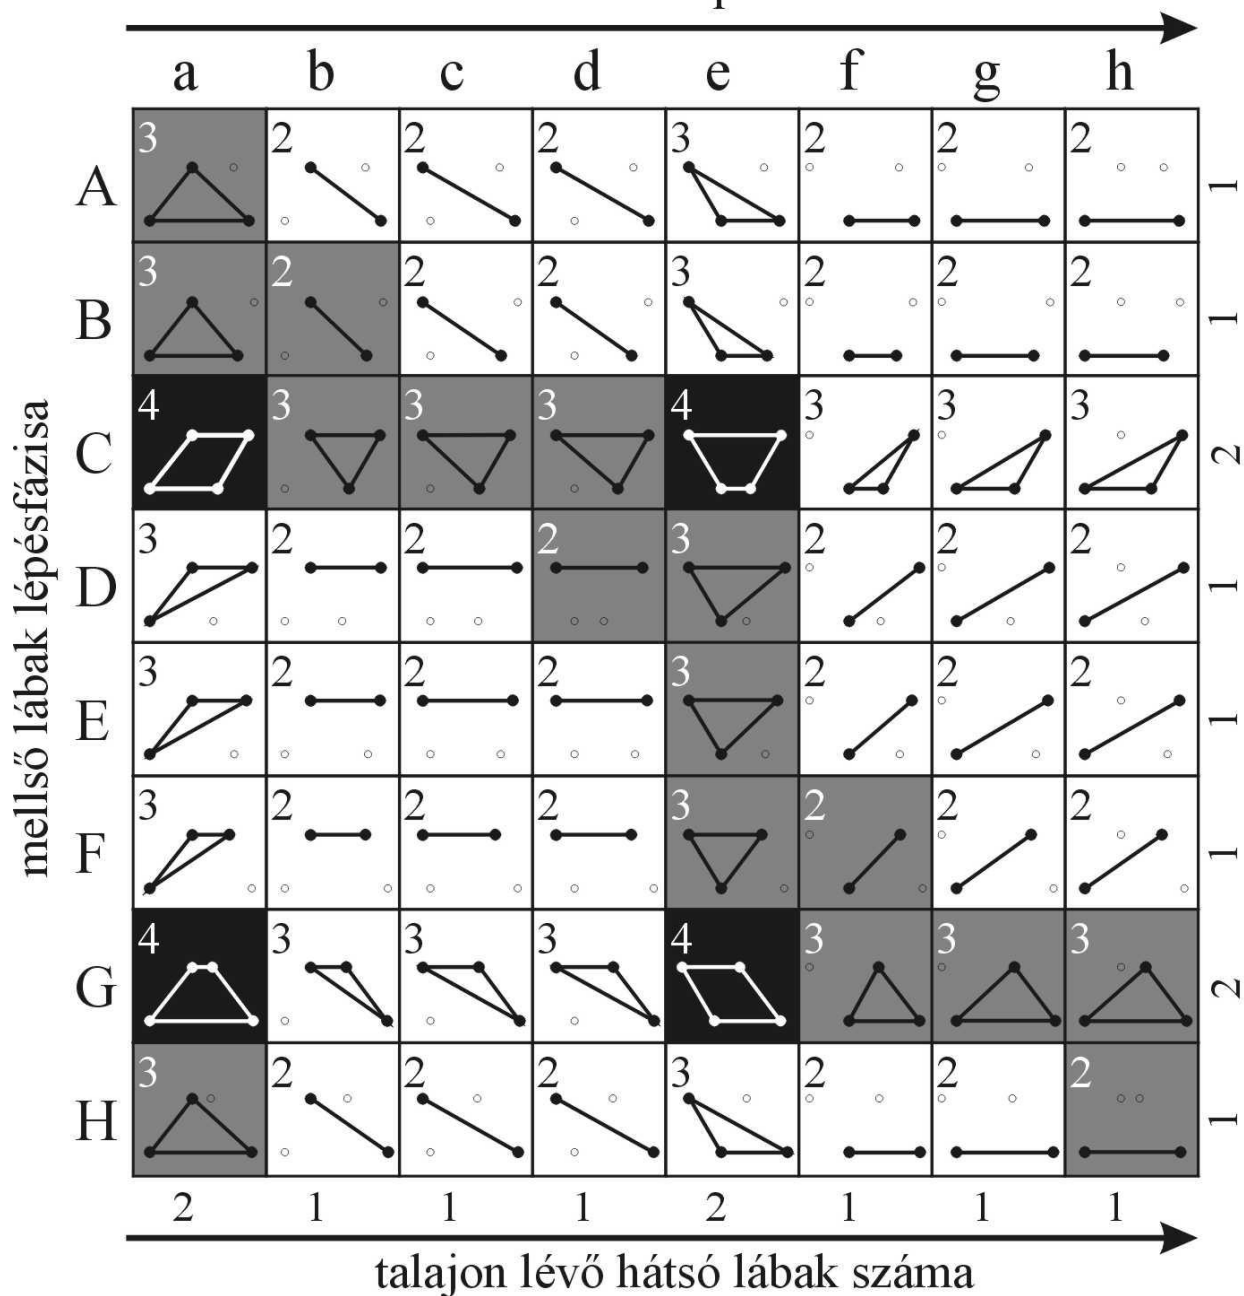 a b c d e f g h
A 3 2 2 2 3 2 2 2 1
B 3 2 2 2 3 2 2 2 1
C 4 3 3 3 4 3 3 3 2
D 3 2 2 2 3 2 2 2 1
E 3 2 2 2 3 2 2 2 1
F 3 2 2 2 3 2 2 2 1
G 4 3 3 3 4 3 3 3 2
H 3 2 2 2 3 2 2 2 1
2 1 1 1 2 1 1 1
mellső lábak lépésfázisa
talajon lévő hátsó lábak száma